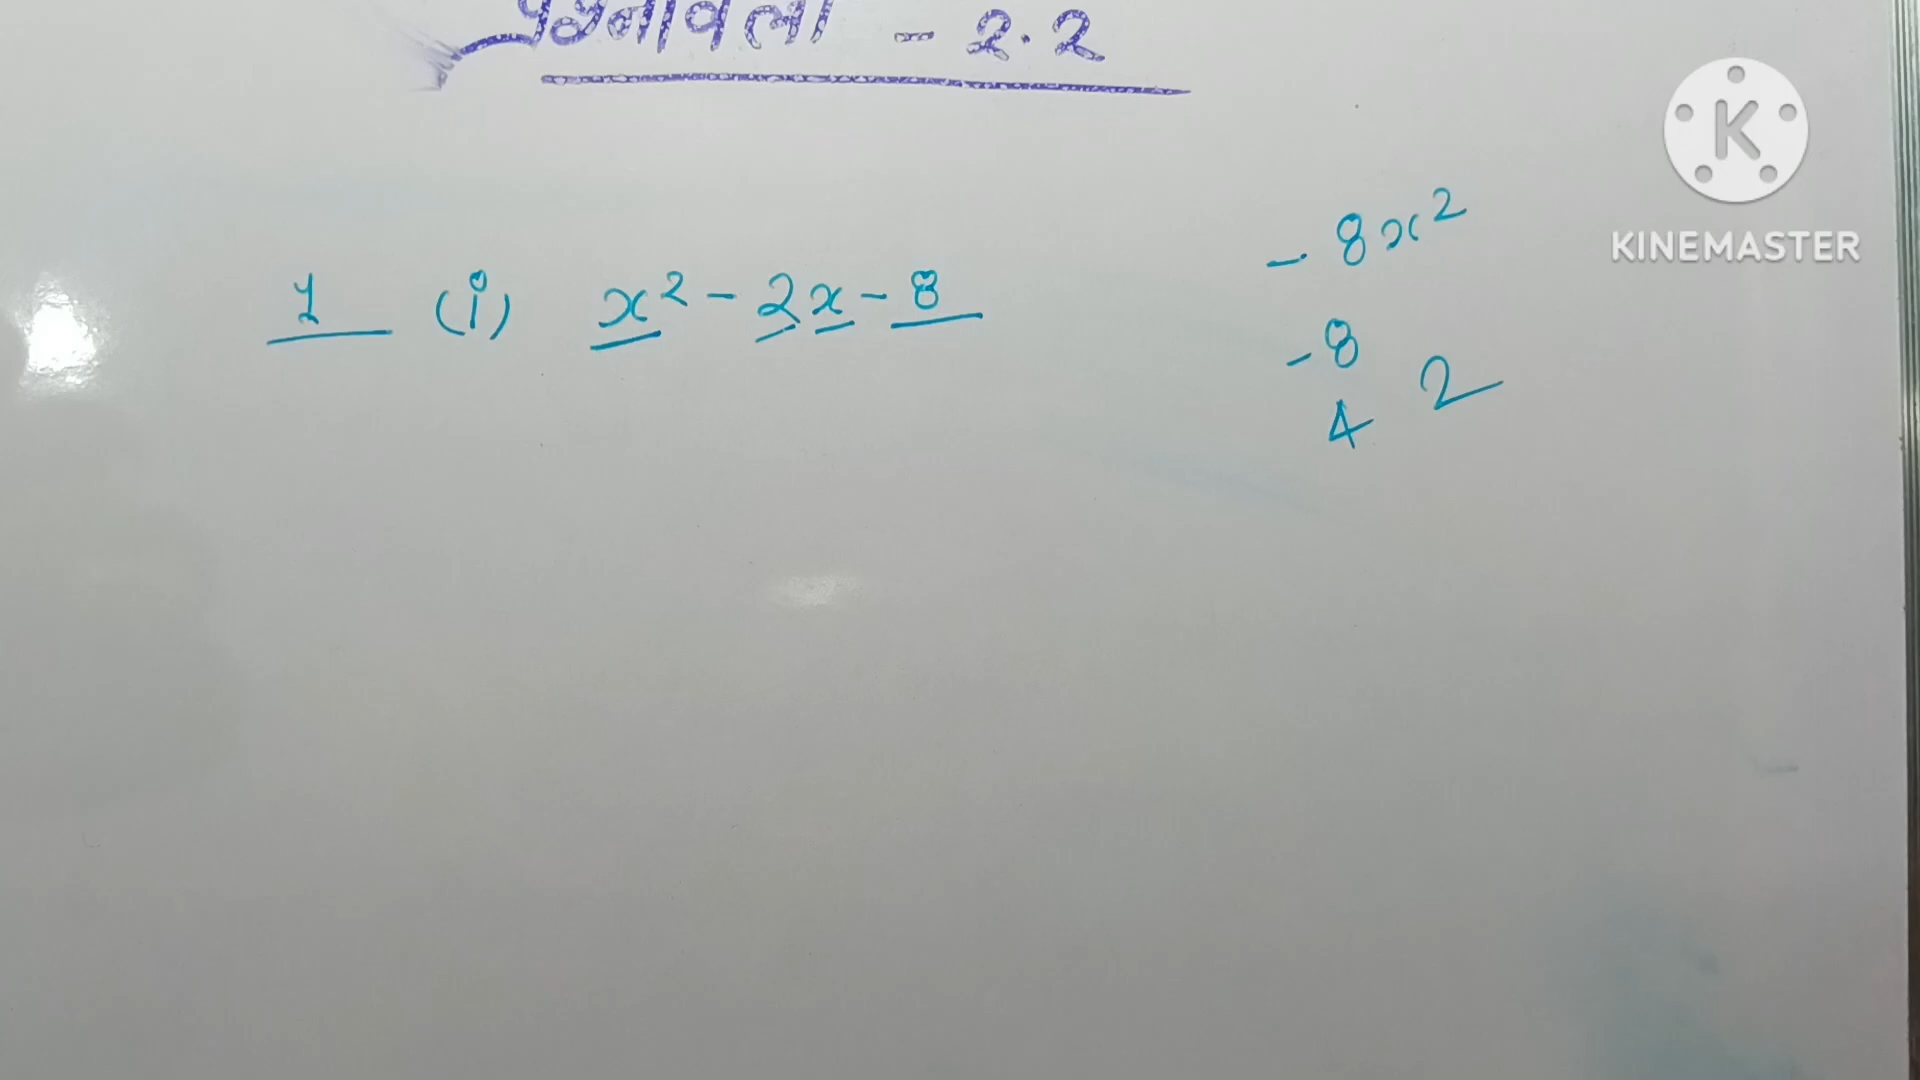 प्रश्नावली - 2.2
1 (i) x² - 2x - 8
- 8x²
- 8
4 2
K
KINEMASTER